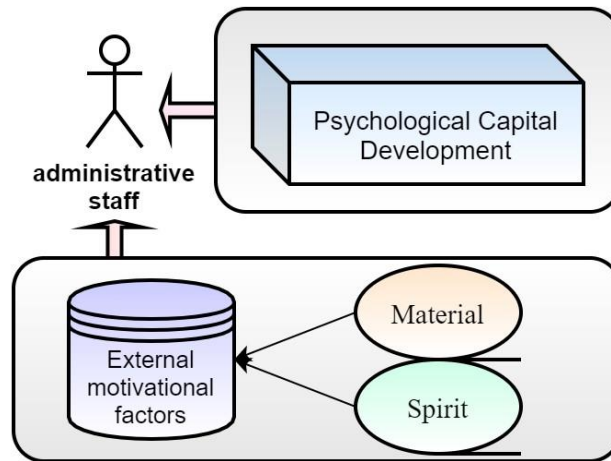 Psychological Capital
Development
administrative
staff
External
motivational
factors
Material
Spirit